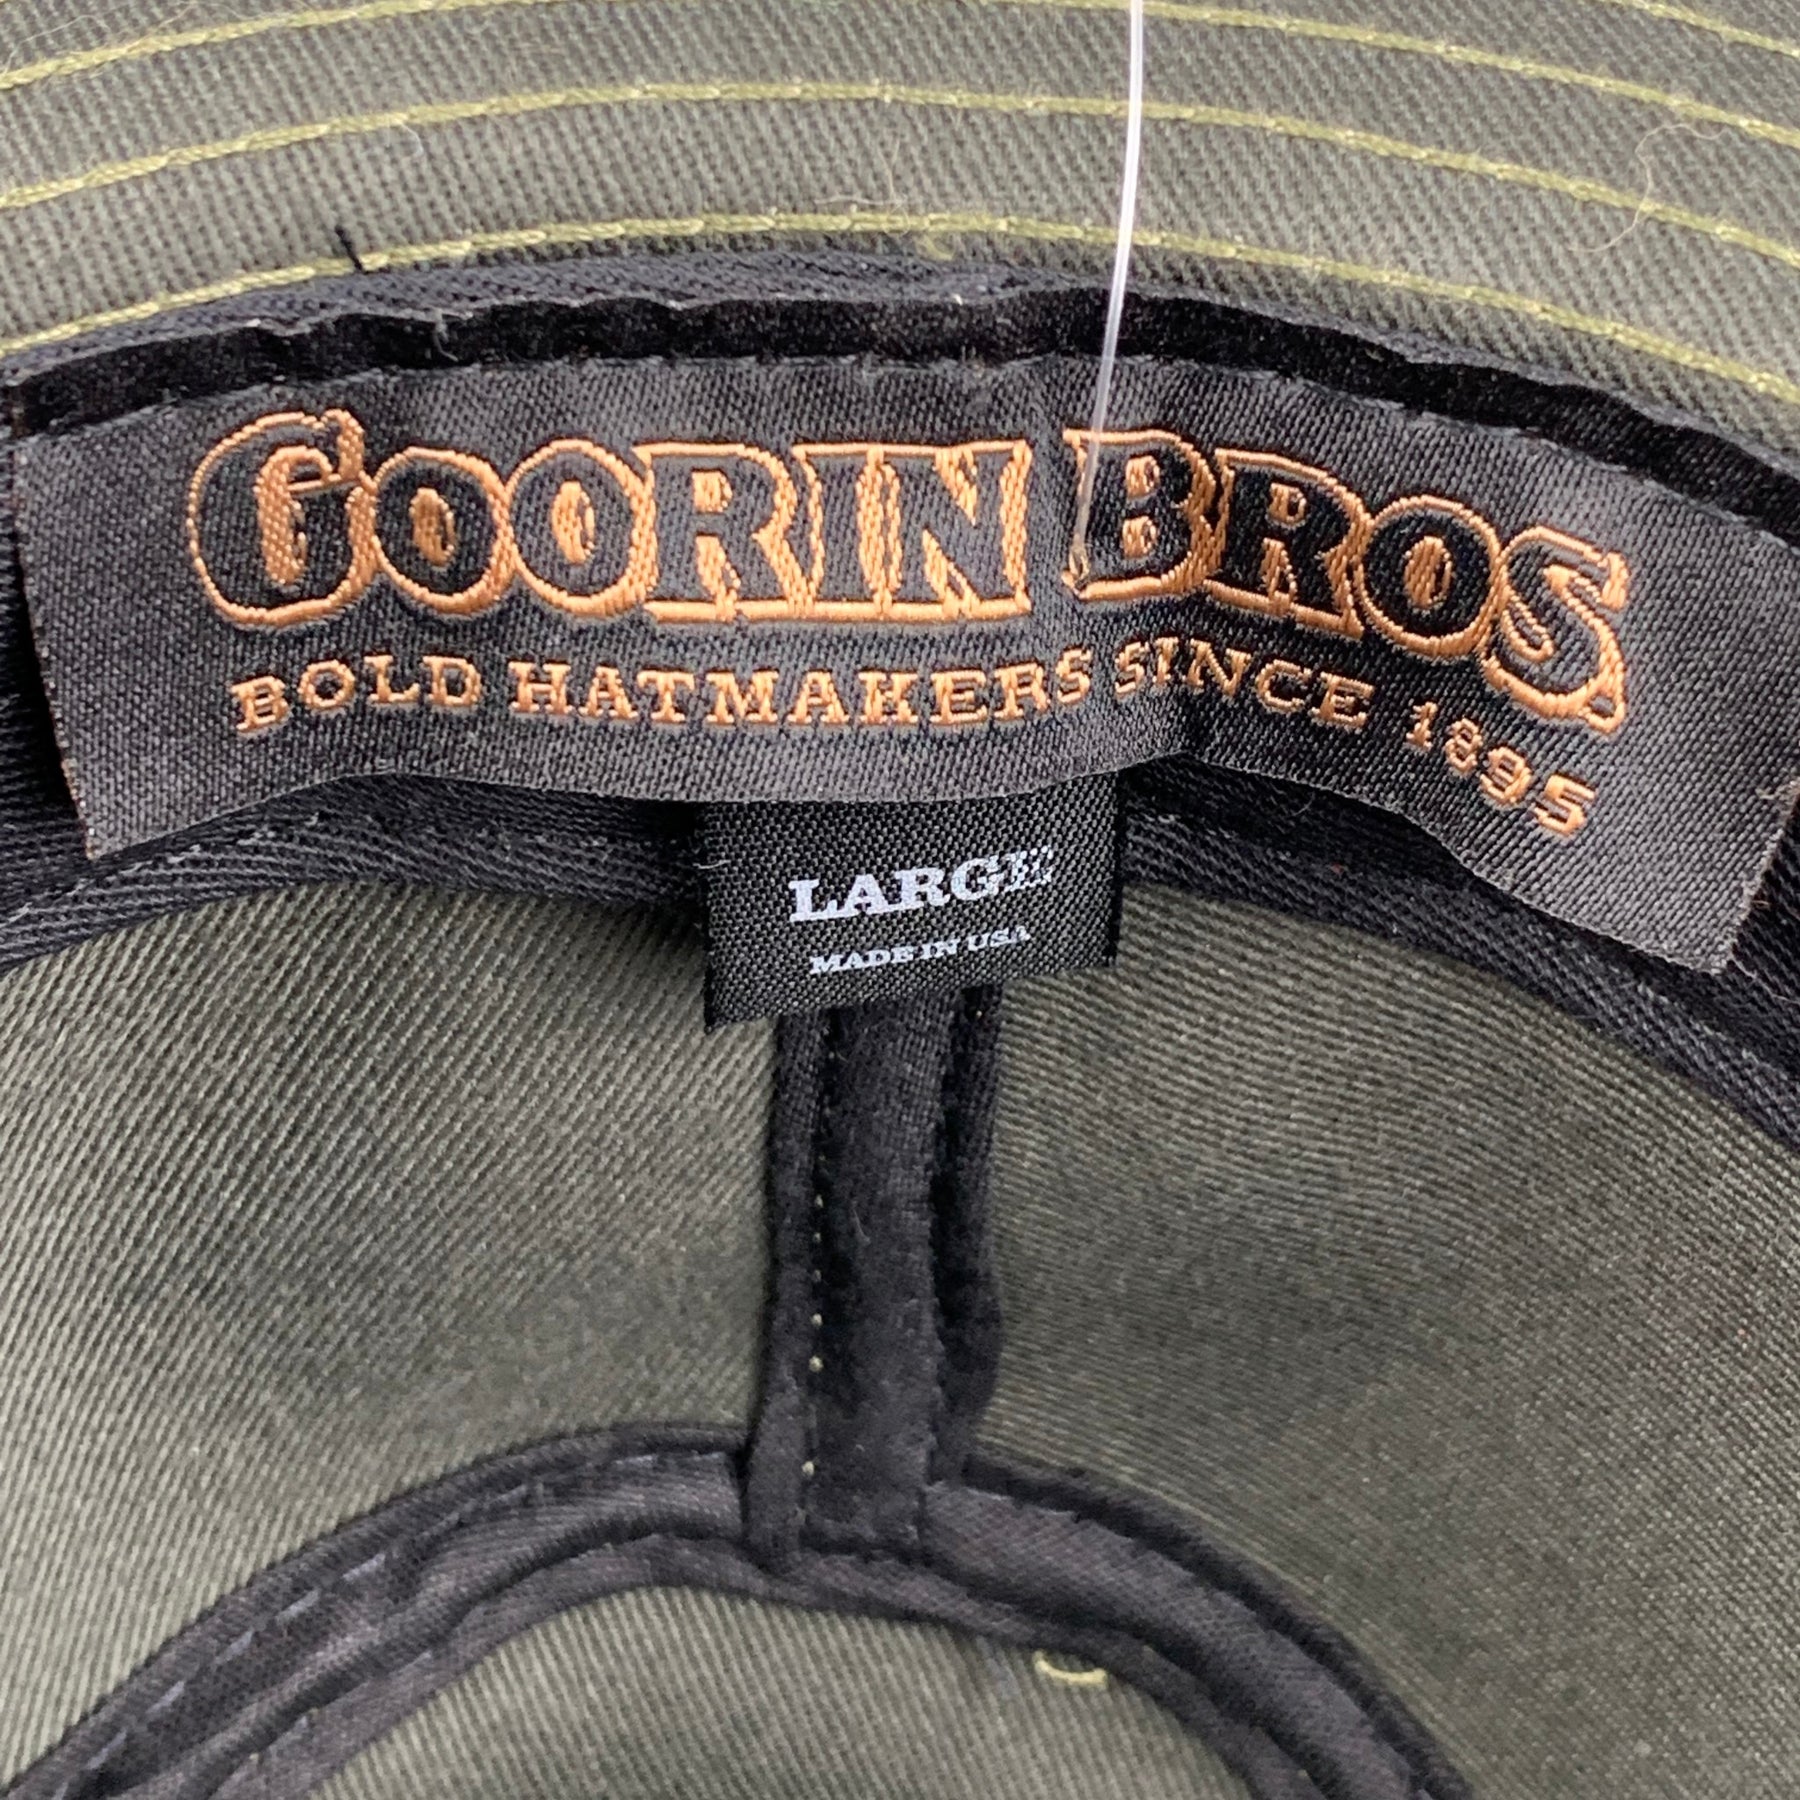 GOORIN BROS
BOLD HATMAKERS SINCE 1895
LARGE
MADE IN USA